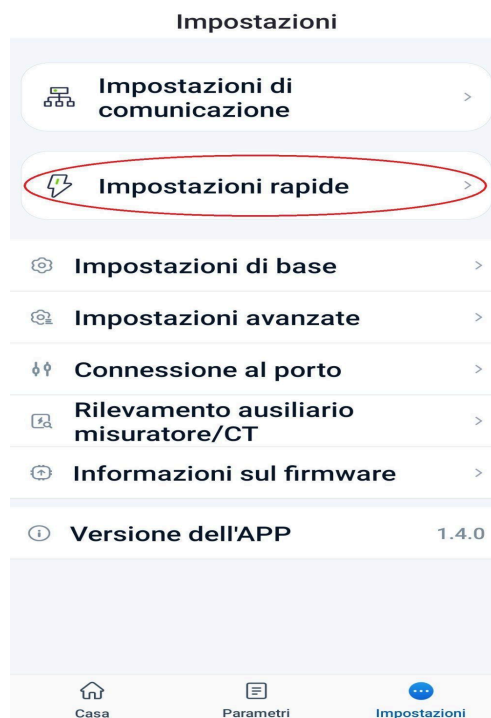 Impostazioni
Impostazioni di
comunicazione
Impostazioni rapide
Impostazioni di base
Impostazioni avanzate
Connessione al porto
Rilevamento ausiliario
misuratore/CT
Informazioni sul firmware
Versione dell'APP 1.4.0
Casa Parametri Impostazioni